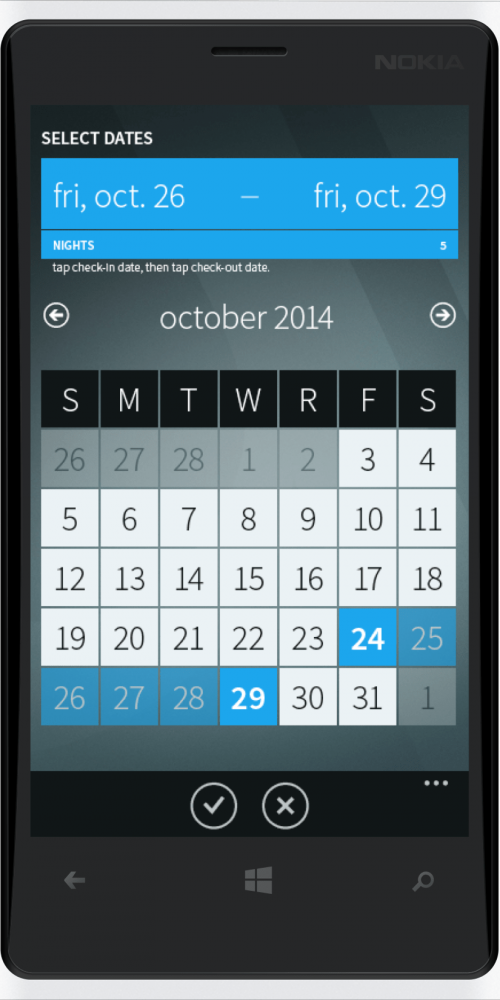 NOKIA
SELECT DATES
fri, oct. 26 – fri, oct. 29
NIGHTS 5
tap check-in date, then tap check-out date.
october 2014
S M T W R F S
26 27 28 1 2 3 4
5 6 7 8 9 10 11
12 13 14 15 16 17 18
19 20 21 22 23 24 25
26 27 28 29 30 31 1